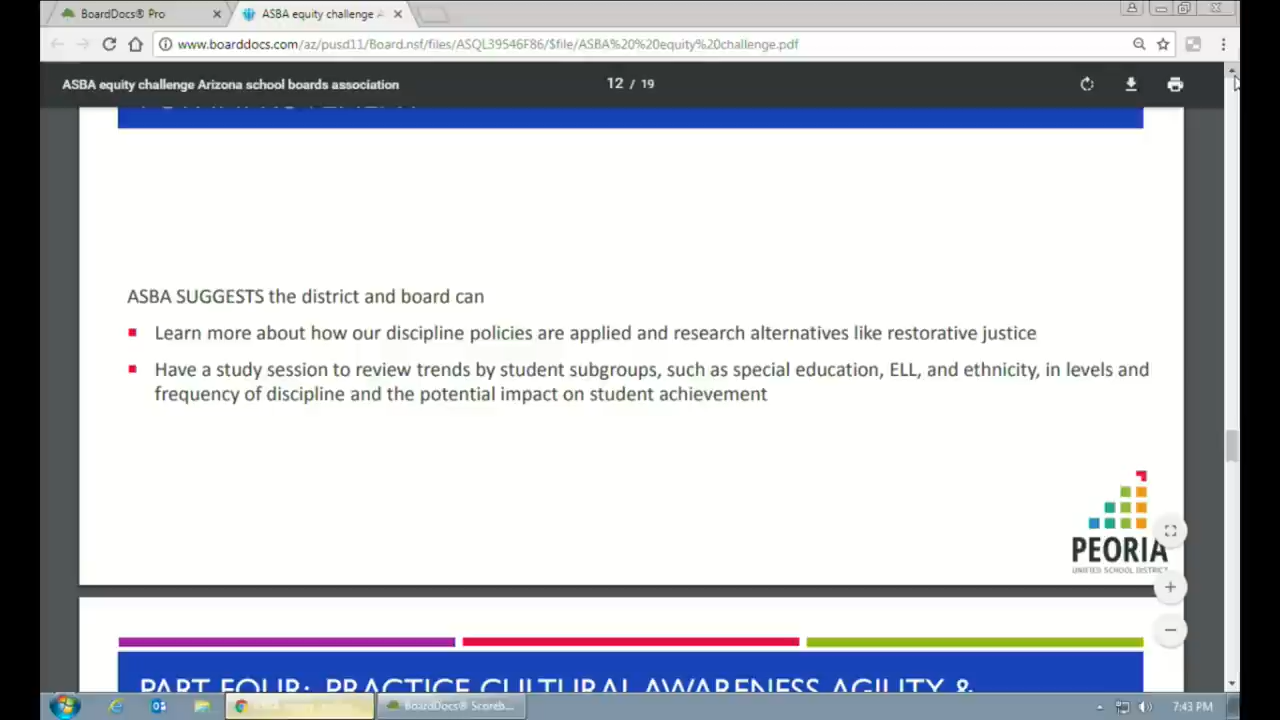 BoardDocs® Pro
ASBA equity challenge
www.boarddocs.com/az/pusd11/Board.nsf/files/ASQL39546F86/$file/ASBA%20%20equity%20challenge.pdf
ASBA equity challenge Arizona school boards association
12 / 19
ASBA SUGGESTS the district and board can
Learn more about how our discipline policies are applied and research alternatives like restorative justice
Have a study session to review trends by student subgroups, such as special education, ELL, and ethnicity, in levels and
frequency of discipline and the potential impact on student achievement
PEORIA
UNIFIED SCHOOL DISTRICT
PART FOUR: PRACTICE CULTURAL AWARENESS AGILITY &
BoardDocs® Scoreb...
7:43 PM